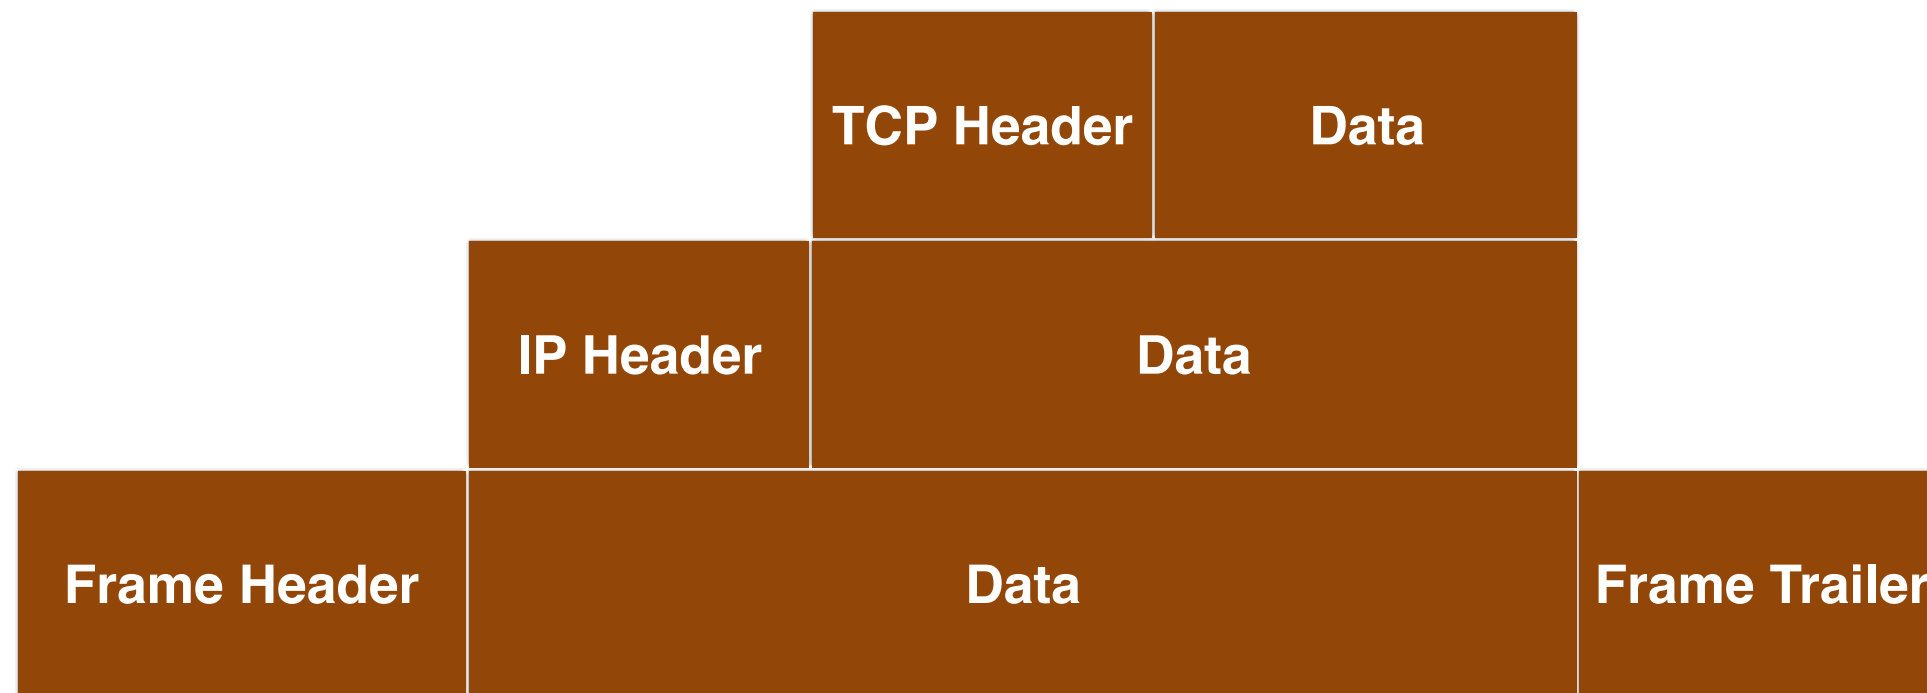 TCP Header Data
IP Header Data
Frame Header Data Frame Trailer